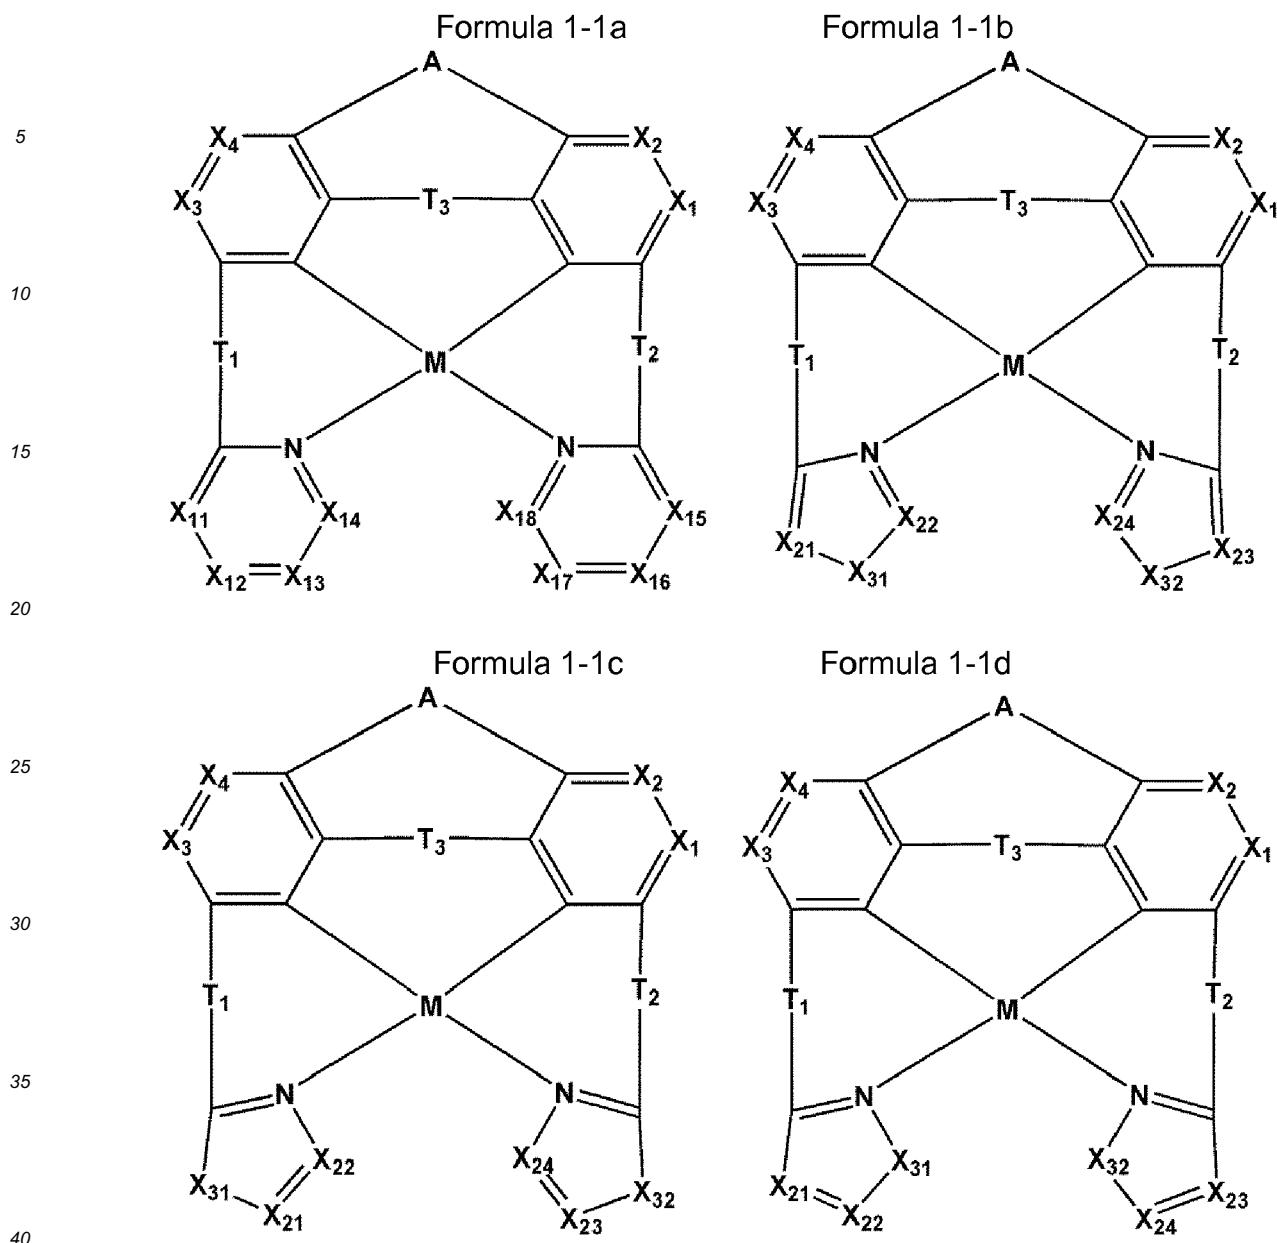 Formula 1-1a Formula 1-1b
A A
5 X4 X2 X4 X2
X3 T3 X1 X3 T3 X1
10
T1 M T2 T1 M T2
15 N N N N
X11 X14 X18 X15 X21 X22 X24 X23
X12 X13 X17 X16 X31 X32
20
Formula 1-1c Formula 1-1d
A A
25 X4 X2 X4 X2
X3 T3 X1 X3 T3 X1
30
T1 M T2 T1 M T2
35 N N N N
X31 X22 X24 X32 X21 X31 X32 X23
X21 X23 X22 X24
40